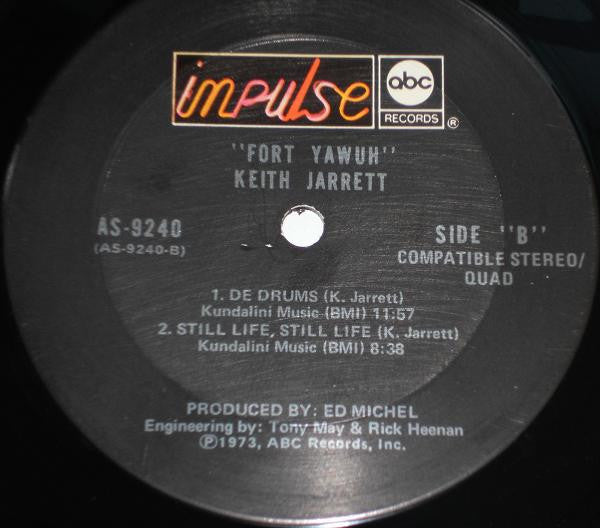 impulse
abc
RECORDS
®
"FORT YAWUH"
KEITH JARRETT
AS-9240
(AS-9240-B)
SIDE "B"
COMPATIBLE STEREO/
QUAD
1. DE DRUMS (K. Jarrett)
Kundalini Music (BMI) 11:57
2. STILL LIFE, STILL LIFE (K. Jarrett)
Kundalini Music (BMI) 8:38
PRODUCED BY: ED MICHEL
Engineering by: Tony May & Rick Heenan
℗1973, ABC Records, Inc.